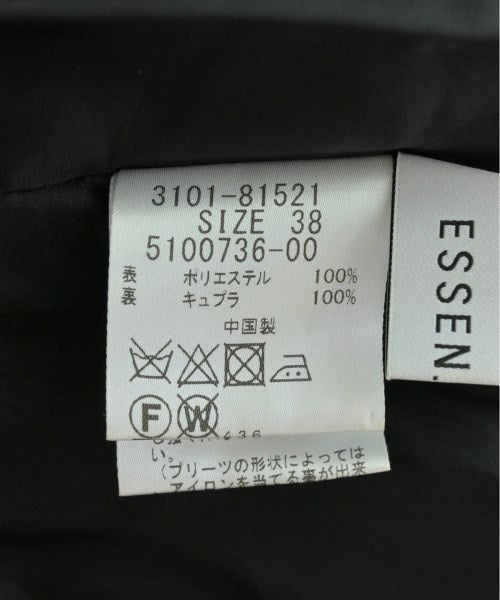 3101-81521
SIZE 38
5100736-00
表 ポリエステル 100%
裏 キュプラ 100%
中国製
F W
い。
(プリーツの形状によっては
アイロンを当てる事が出来
ESSEN.